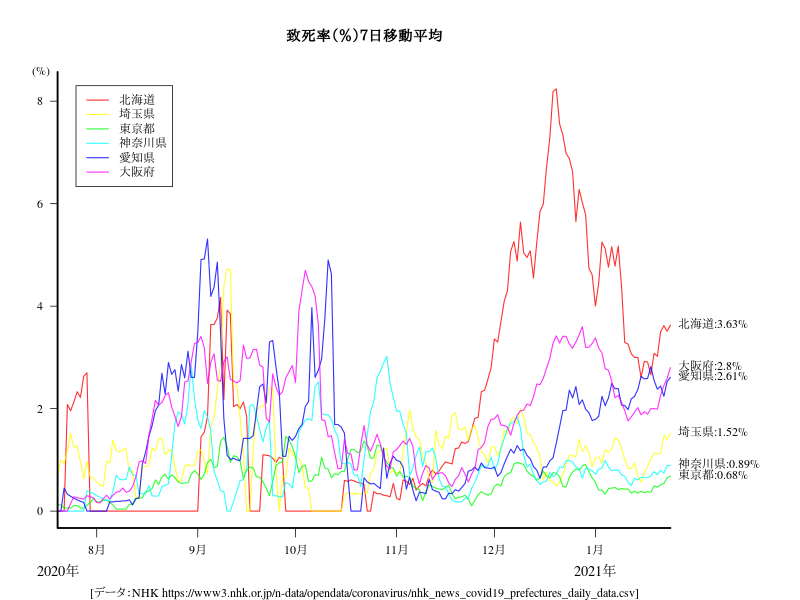 致死率(％)7日移動平均
(%)
8
6
4
2
0
北海道
埼玉県
東京都
神奈川県
愛知県
大阪府
北海道:3.63%
大阪府:2.8%
愛知県:2.61%
埼玉県:1.52%
神奈川県:0.89%
東京都:0.68%
8月 9月 10月 11月 12月 1月
2020年 2021年
[データ：NHK https://www3.nhk.or.jp/n-data/opendata/coronavirus/nhk_news_covid19_prefectures_daily_data.csv]